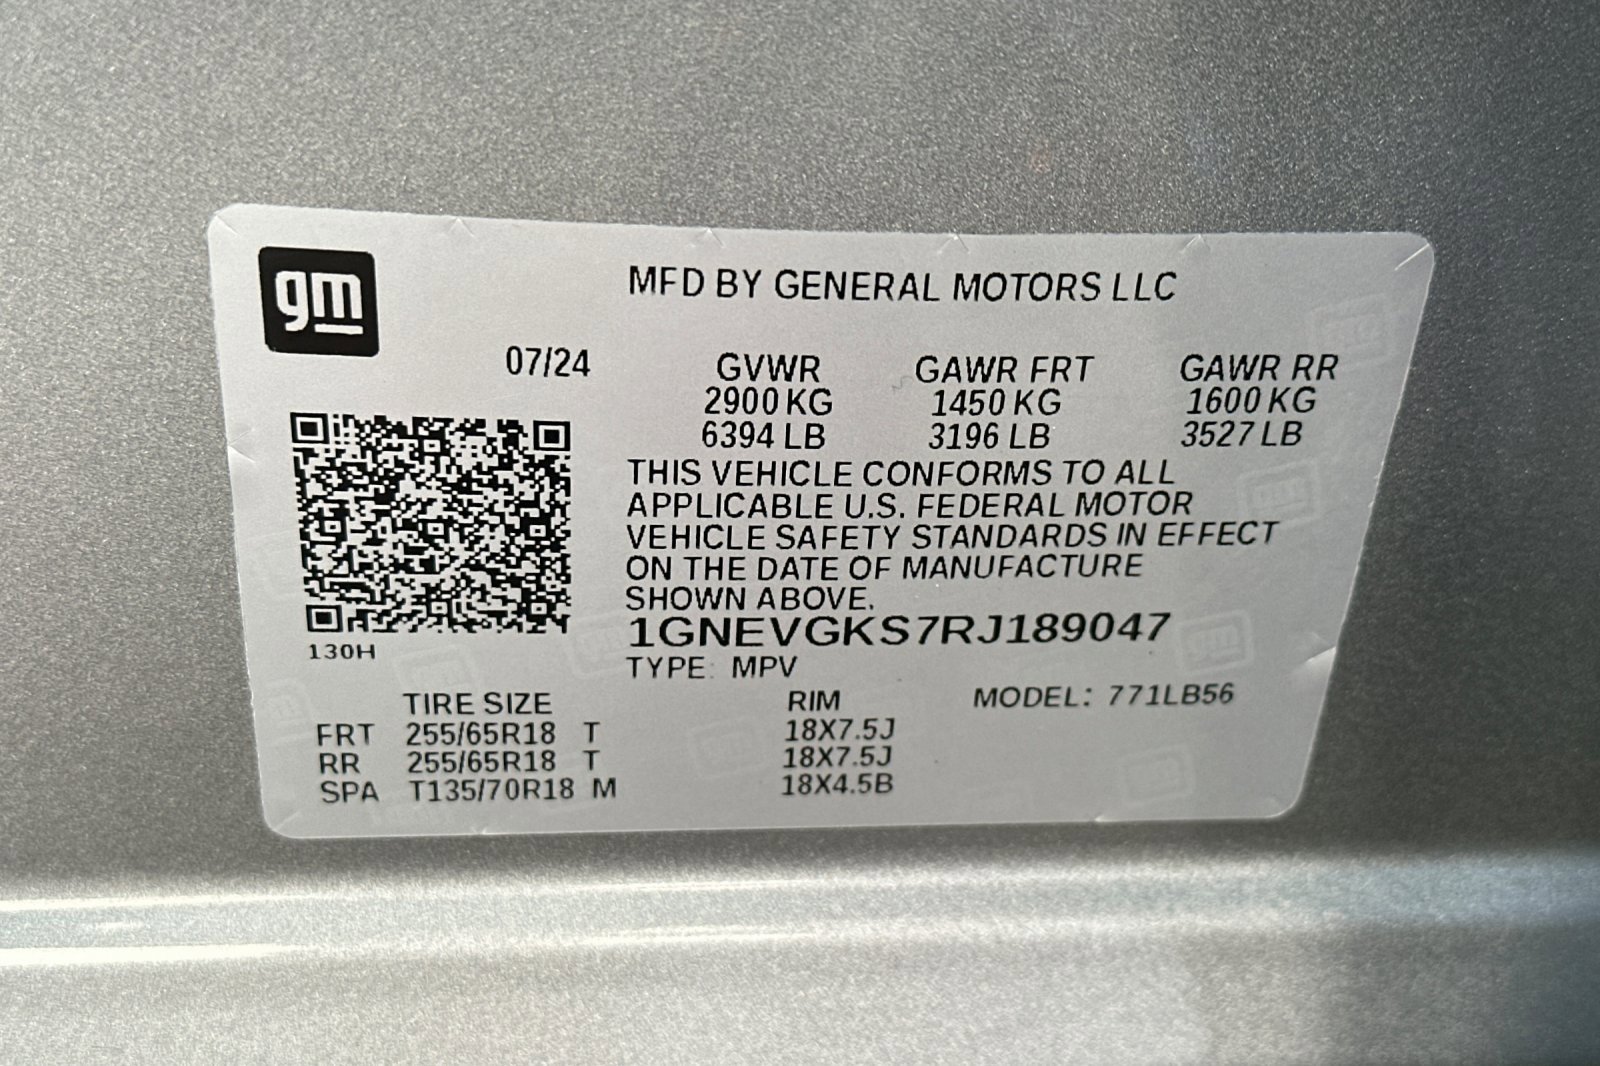 gm
MFD BY GENERAL MOTORS LLC
07/24 GVWR GAWR FRT GAWR RR
2900 KG 1450 KG 1600 KG
6394 LB 3196 LB 3527 LB
THIS VEHICLE CONFORMS TO ALL
APPLICABLE U.S. FEDERAL MOTOR
VEHICLE SAFETY STANDARDS IN EFFECT
ON THE DATE OF MANUFACTURE
SHOWN ABOVE.
1GNEVGKS7RJ189047
130H
TYPE: MPV
TIRE SIZE RIM MODEL: 771LB56
FRT 255/65R18 T 18X7.5J
RR 255/65R18 T 18X7.5J
SPA T135/70R18 M 18X4.5B